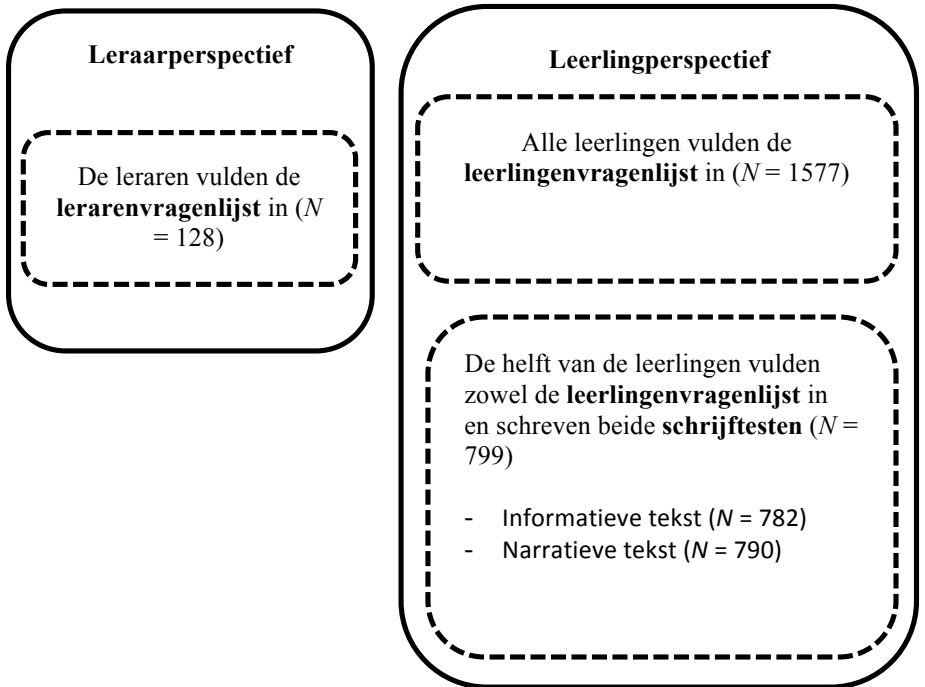 Leraarperspectief
De leraren vulden de
lerarenvragenlijst in (N
= 128)
Leerlingperspectief
Alle leerlingen vulden de
leerlingenvragenlijst in (N = 1577)
De helft van de leerlingen vulden
zowel de leerlingenvragenlijst in
en schreven beide schrijftesten (N =
799)
- Informatieve tekst (N = 782)
- Narratieve tekst (N = 790)